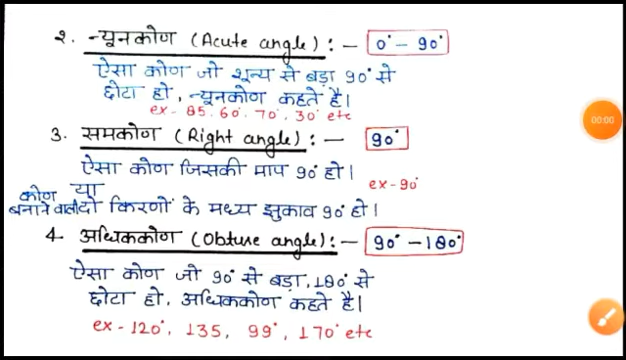 २. न्यूनकोण (Acute angle) : – 0° – 90°
ऐसा कोण जो शून्य से बड़ा 90° से
छोटा हो, न्यूनकोण कहते है।
ex - 85, 60°, 70°, 30° etc
3. समकोण (Right angle) : – 90°
ऐसा कोण जिसकी माप 90° हो।
ex - 90°
या
कोण बनाने वाली दो किरणों के मध्य झुकाव 90° हो।
4. अधिककोण (Obtuse angle) : – 90° – 180°
ऐसा कोण जो 90° से बड़ा, 180° से
छोटा हो, अधिककोण कहते है।
ex - 120°, 135, 99°, 170° etc
00:00